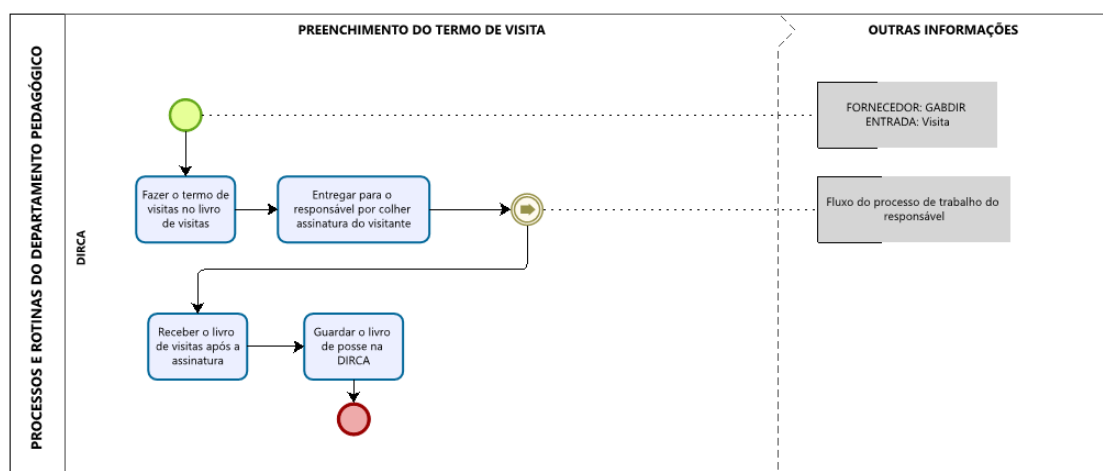 PROCESSOS E ROTINAS DO DEPARTAMENTO PEDAGÓGICO
DIRCA
PREENCHIMENTO DO TERMO DE VISITA
OUTRAS INFORMAÇÕES
FORNECEDOR: GABDIR
ENTRADA: Visita
Fazer o termo de
visitas no livro
de visitas
Entregar para o
responsável por colher
assinatura do visitante
Fluxo do processo de trabalho do
responsável
Receber o livro
de visitas após a
assinatura
Guardar o livro
de posse na
DIRCA